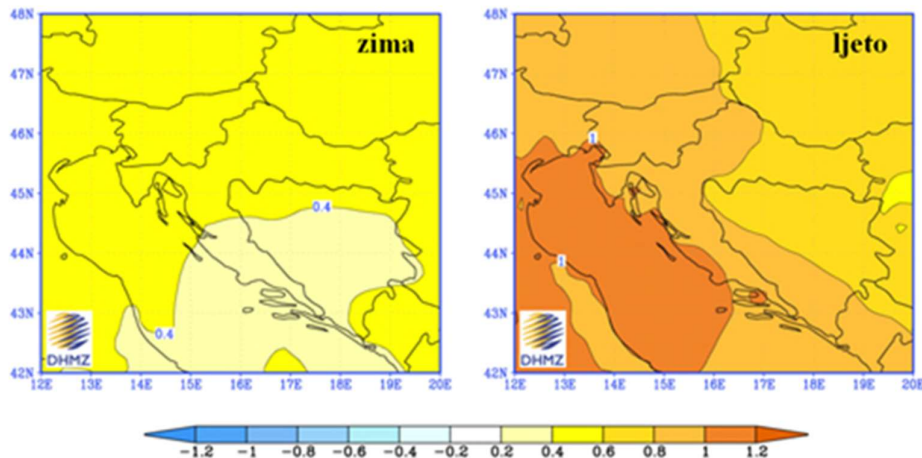 zima
ljeto
48N
47N
46N
45N
44N
43N
42N
0.4
0.4
DHMZ
12E 13E 14E 15E 16E 17E 18E 19E 20E
48N
47N
46N
45N
44N
43N
42N
1
1
DHMZ
12E 13E 14E 15E 16E 17E 18E 19E 20E
-1.2 -1 -0.8 -0.6 -0.4 -0.2 0.2 0.4 0.6 0.8 1 1.2